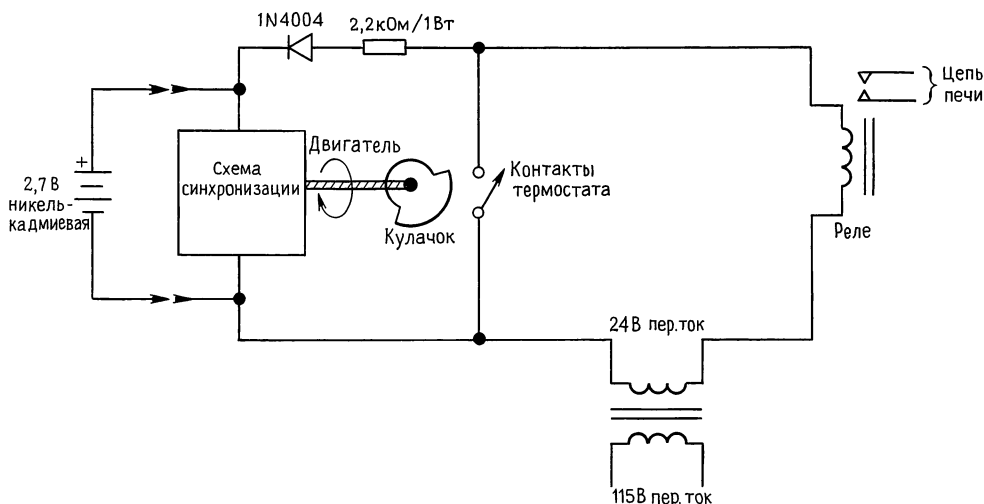 1N4004
2,2кОм/1Вт
Цепь
печи
Двигатель
Схема
синхронизации
Контакты
термостата
+
2,7В
никель-
кадмиевая
Кулачок
Реле
24В пер.ток
115В пер.ток